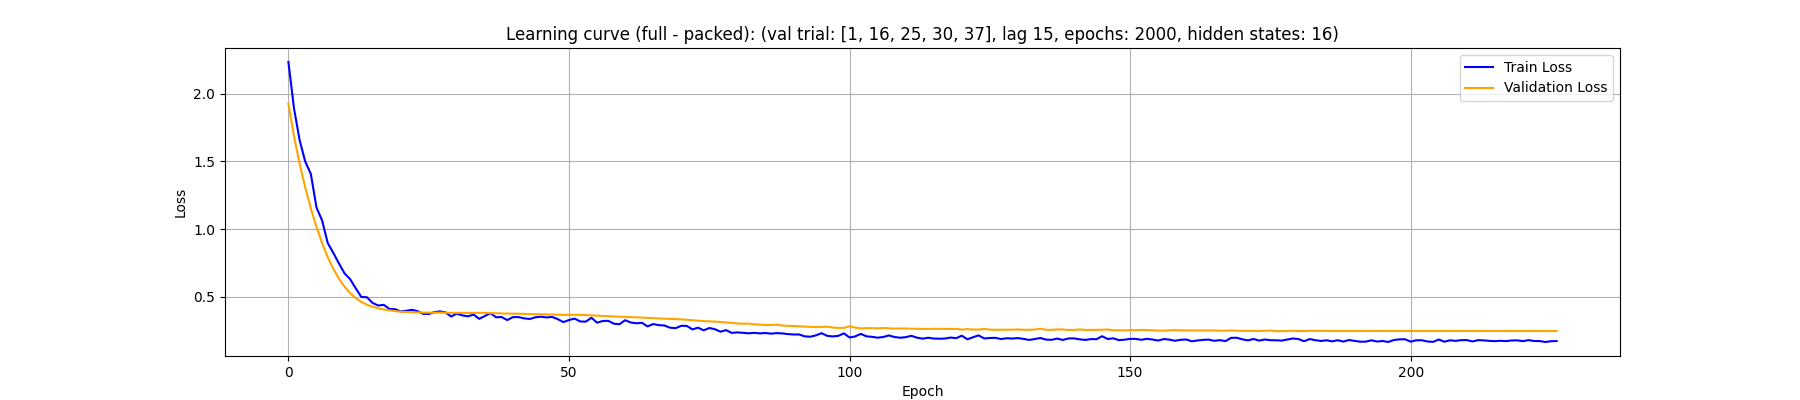 Learning curve (full - packed): (val trial: [1, 16, 25, 30, 37], lag 15, epochs: 2000, hidden states: 16)
Train Loss
Validation Loss
2.0
1.5
1.0
0.5
Loss
0
50
100
150
200
Epoch